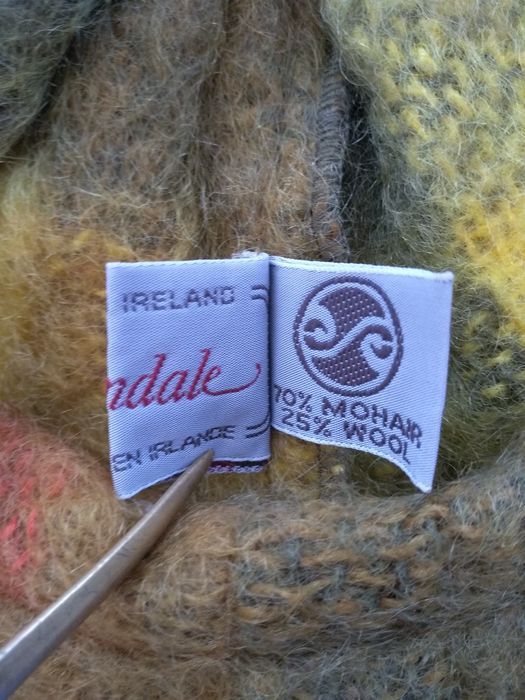 IRELAND
ndale
EN IRLANDE
70% MOHAIR
25% WOOL